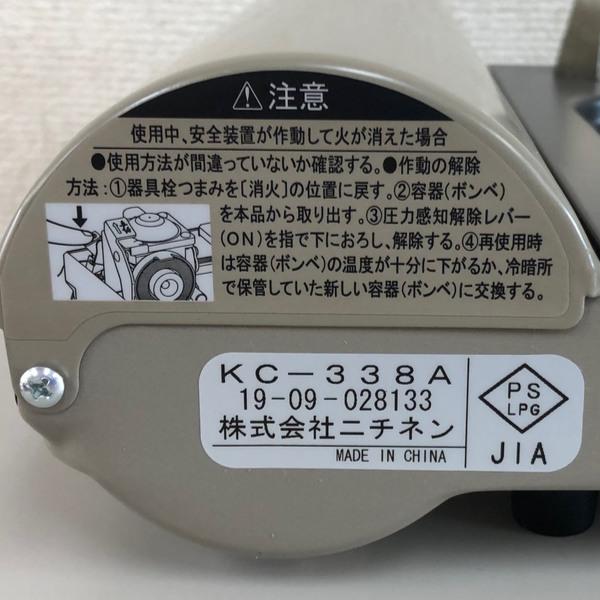 注意
使用中、安全装置が作動して火が消えた場合
●使用方法が間違っていないか確認する。●作動の解除
方法：①器具栓つまみを〔消火〕の位置に戻す。②容器(ボンベ)
を本品から取り出す。③圧力感知解除レバー
(ON)を指で下におろし、解除する。④再使用時
は容器(ボンベ)の温度が十分に下がるか、冷暗所
で保管していた新しい容器(ボンベ)に交換する。
KC-338A
19-09-028133
株式会社ニチネン
MADE IN CHINA
PS
LPG
JIA